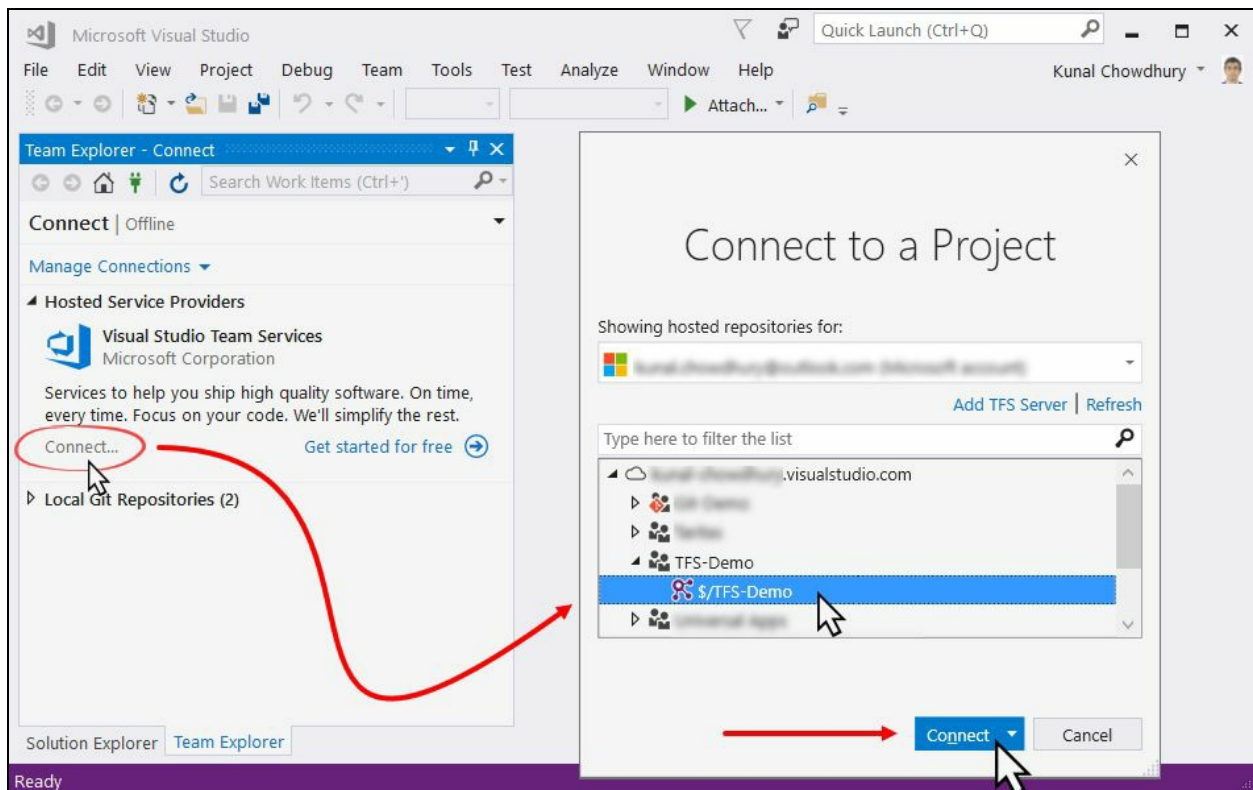 Microsoft Visual Studio
Quick Launch (Ctrl+Q)
File Edit View Project Debug Team Tools Test Analyze Window Help
Kunal Chowdhury
Attach...
Team Explorer - Connect
Search Work Items (Ctrl+')
Connect | Offline
Manage Connections
Hosted Service Providers
Visual Studio Team Services
Microsoft Corporation
Services to help you ship high quality software. On time,
every time. Focus on your code. We'll simplify the rest.
Connect...
Get started for free
Local Git Repositories (2)
Solution Explorer
Team Explorer
Ready
Connect to a Project
Showing hosted repositories for:
Add TFS Server | Refresh
Type here to filter the list
.visualstudio.com
TFS-Demo
$/TFS-Demo
Connect
Cancel